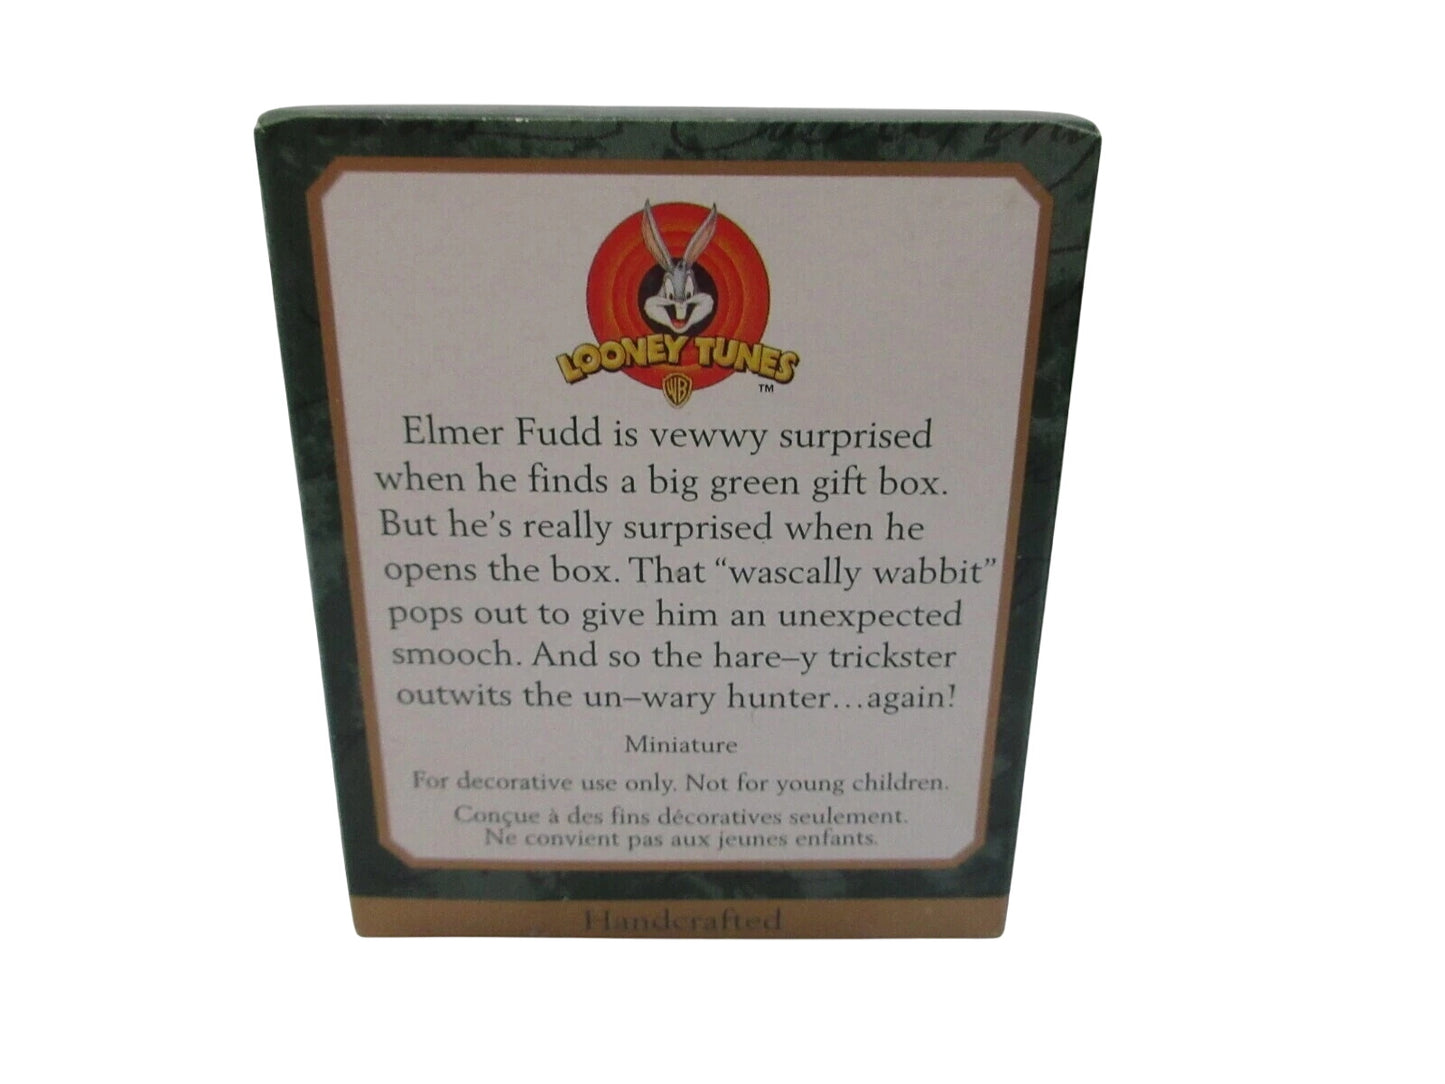 LOONEY TUNES
WB
TM
Elmer Fudd is vewwy surprised
when he finds a big green gift box.
But he's really surprised when he
opens the box. That “wascally wabbit”
pops out to give him an unexpected
smooch. And so the hare–y trickster
outwits the un–wary hunter...again!
Miniature
For decorative use only. Not for young children.
Conçue à des fins décoratives seulement.
Ne convient pas aux jeunes enfants.
Handcrafted